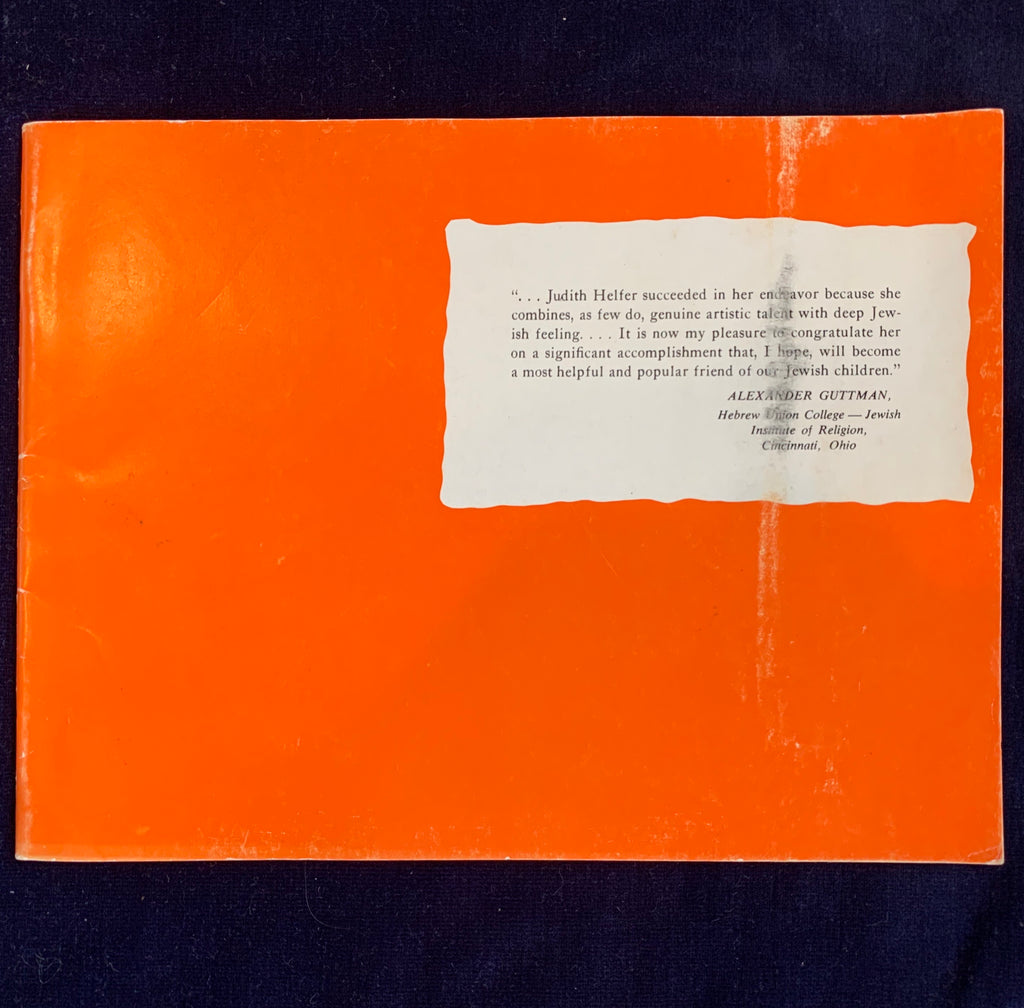 “. . . Judith Helfer succeeded in her endeavor because she
combines, as few do, genuine artistic talent with deep Jew-
ish feeling. . . . It is now my pleasure to congratulate her
on a significant accomplishment that, I hope, will become
a most helpful and popular friend of our Jewish children.”
ALEXANDER GUTTMAN,
Hebrew Union College — Jewish
Institute of Religion,
Cincinnati, Ohio